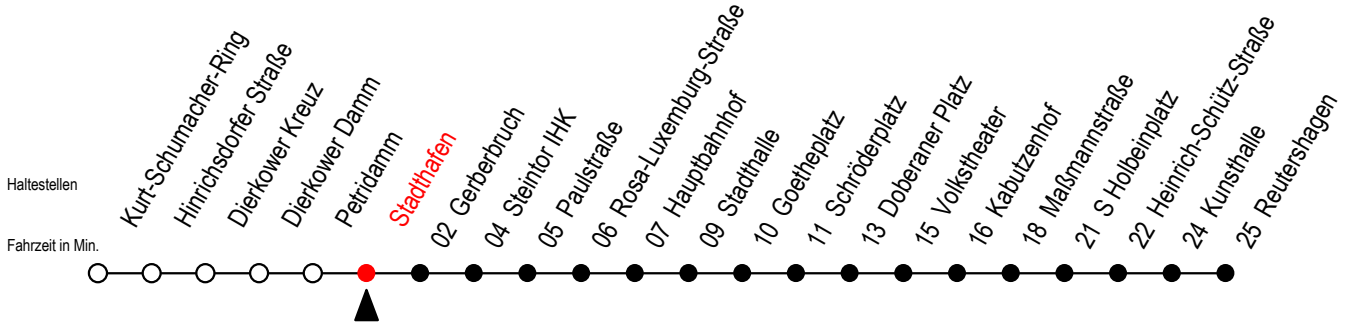 Haltestellen
Fahrzeit in Min.
Kurt-Schumacher-Ring
Hinrichsdorfer Straße
Dierkower Kreuz
Dierkower Damm
Petridamm
Stadthafen
02 Gerberbruch
04 Steintor IHK
05 Paulstraße
06 Rosa-Luxemburg-Straße
07 Hauptbahnhof
09 Stadthalle
10 Goetheplatz
11 Schröderplatz
13 Doberaner Platz
15 Volkstheater
16 Kabutzenhof
18 Maßmannstraße
21 S Holbeinplatz
22 Heinrich-Schütz-Straße
24 Kunsthalle
25 Reutershagen